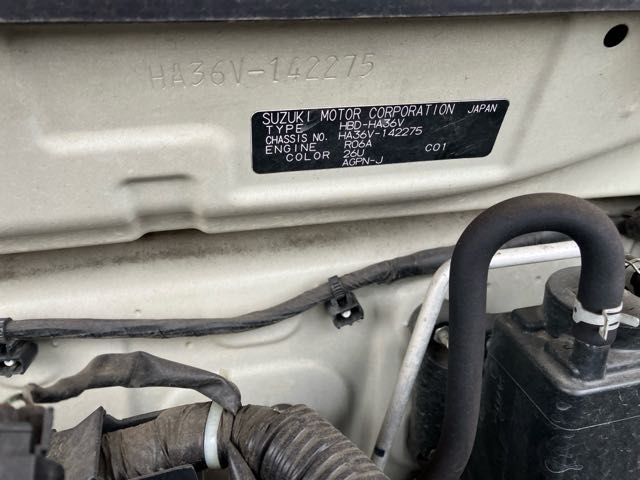 HA36V-142275
SUZUKI MOTOR CORPORATION JAPAN
TYPE HBD-HA36V
CHASSIS NO. HA36V-142275
ENGINE R06A C01
COLOR 26U
AGPN-J